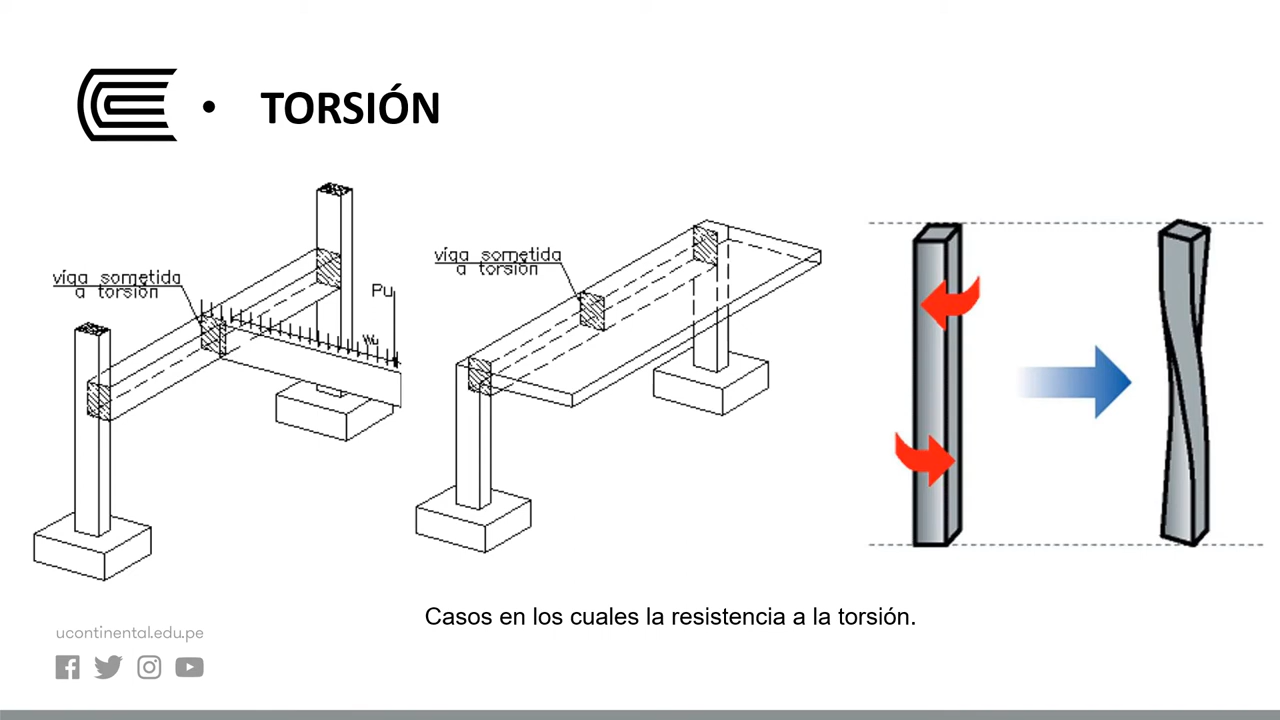 • TORSIÓN
viga sometida
a torsión
Pu
Wu
viga sometida
a torsión
Casos en los cuales la resistencia a la torsión.
ucontinental.edu.pe